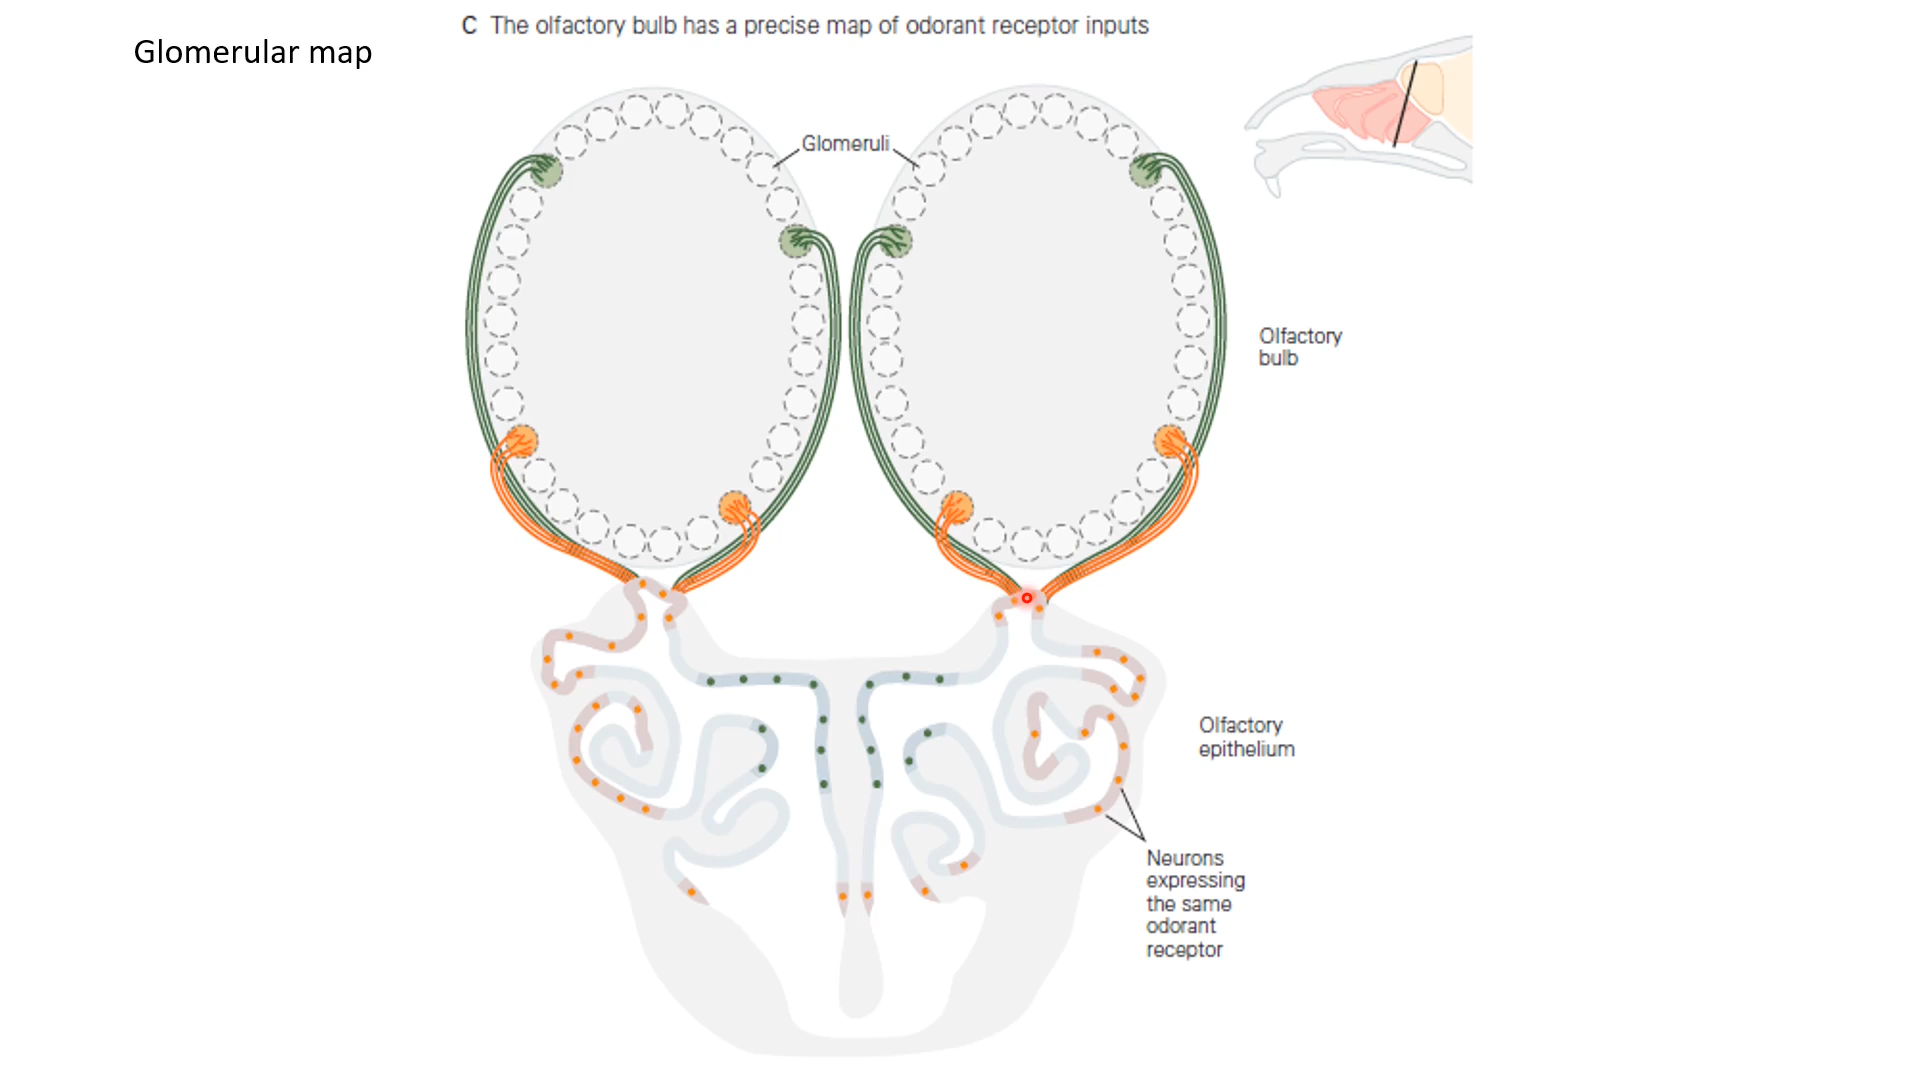 Glomerular map
C The olfactory bulb has a precise map of odorant receptor inputs
Glomeruli
Olfactory
bulb
Olfactory
epithelium
Neurons
expressing
the same
odorant
receptor